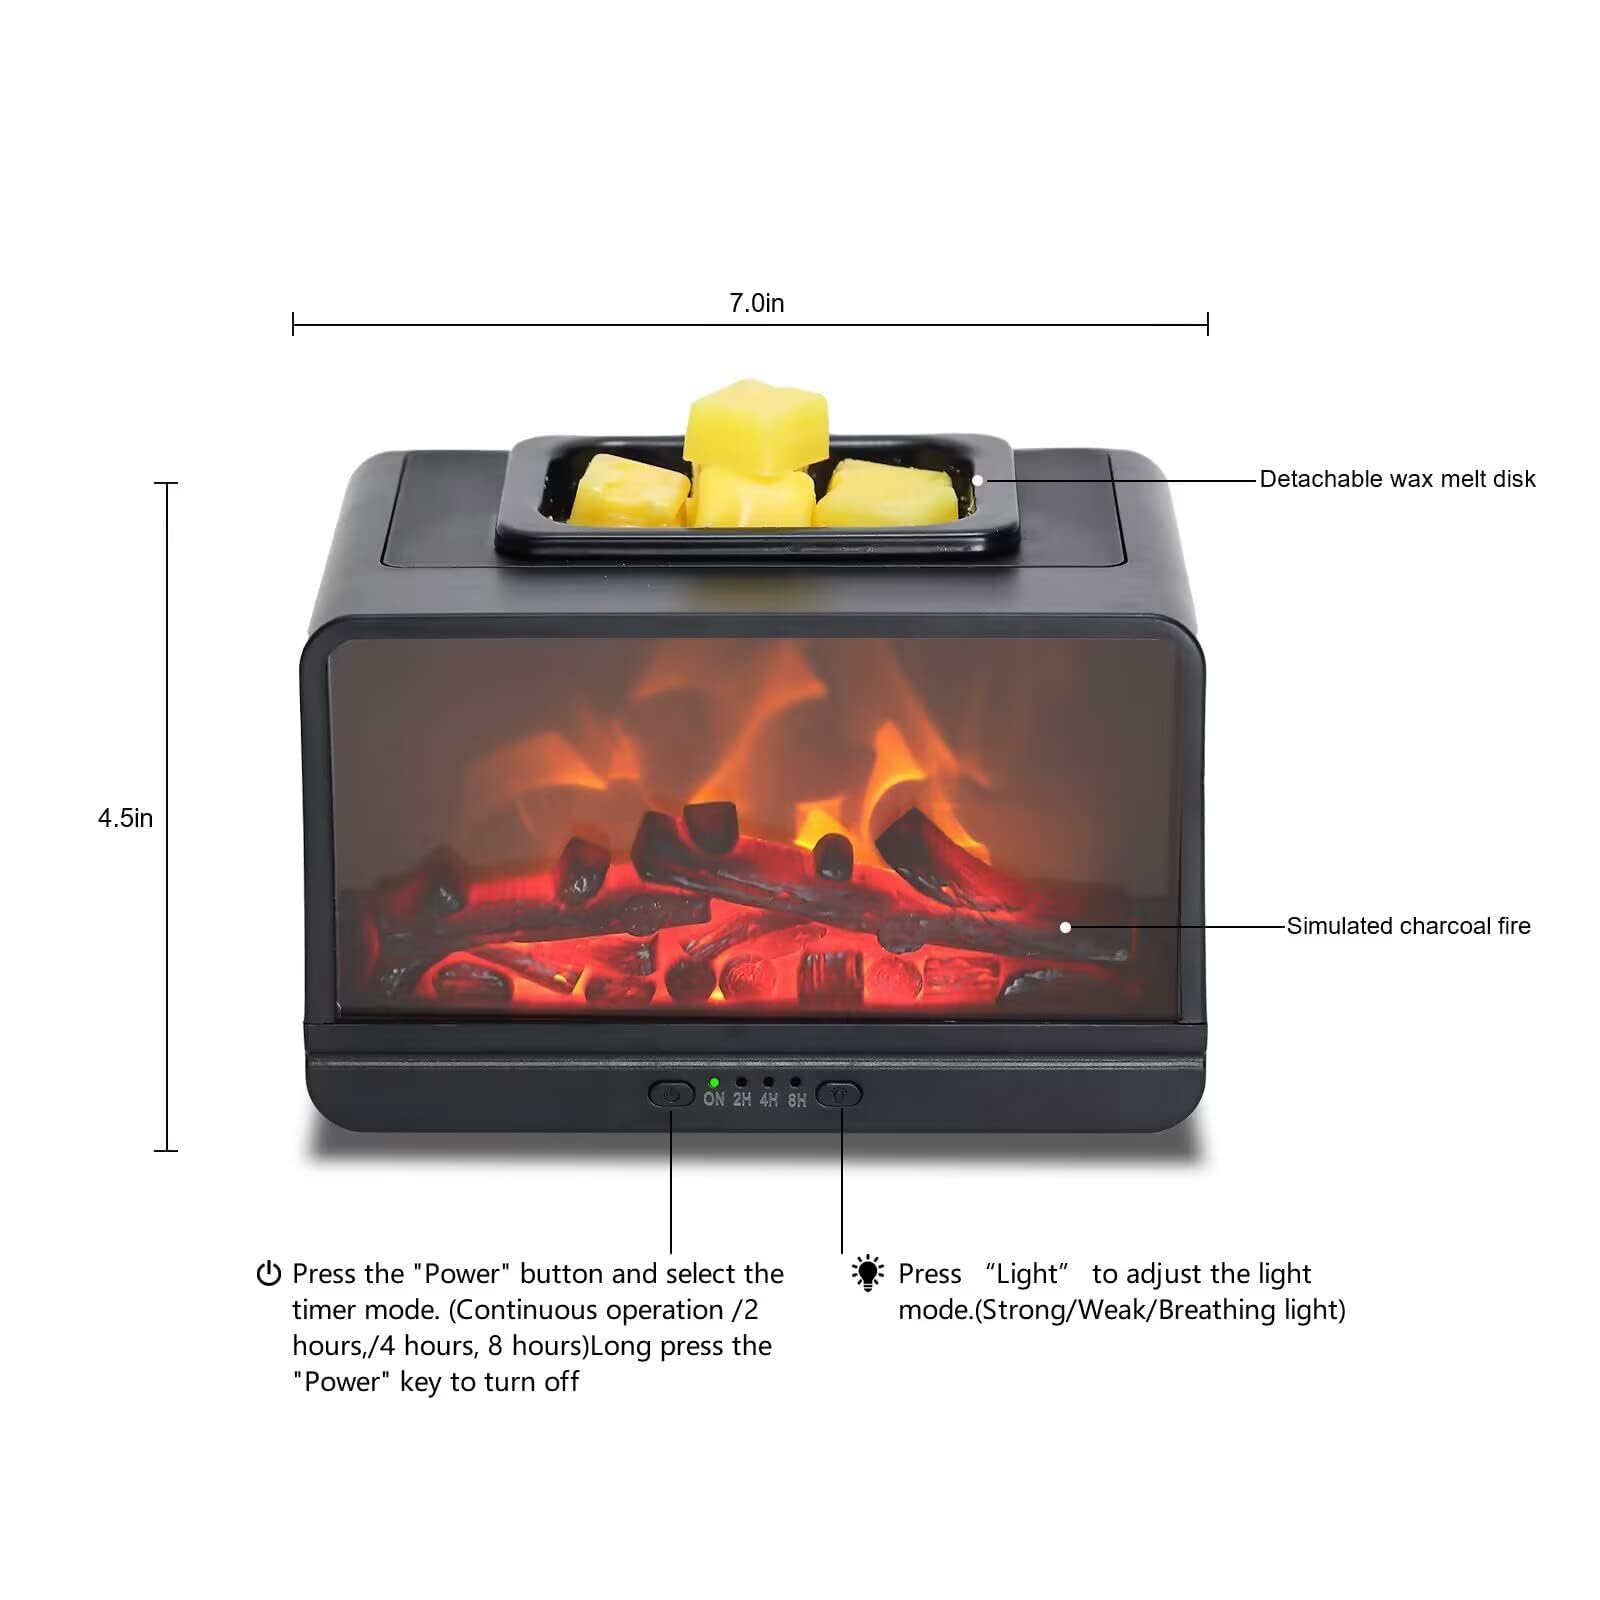 7.0in
Detachable wax melt disk
4.5in
Simulated charcoal fire
ON 2H 4H 8H
Press the "Power" button and select the
timer mode. (Continuous operation /2
hours,/4 hours, 8 hours)Long press the
"Power" key to turn off
Press “Light” to adjust the light
mode.(Strong/Weak/Breathing light)